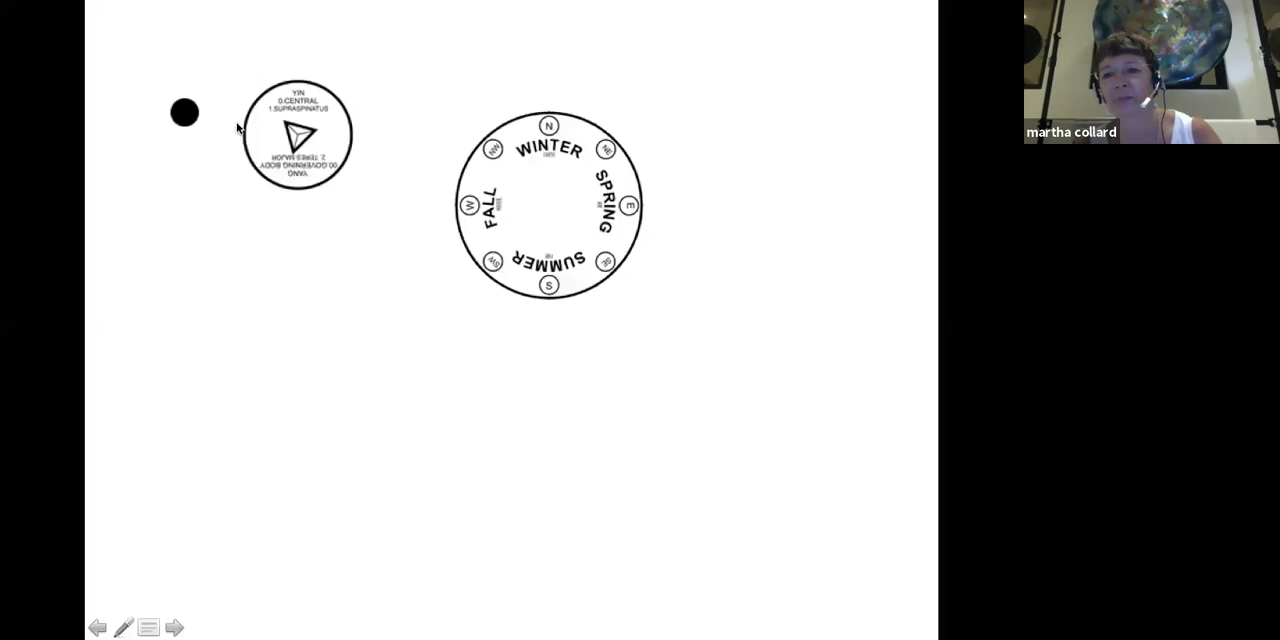 YIN
0.CENTRAL
1.SUPRASPINATUS
2. TERES MAJOR
00.GOVERNING BODY
YANG
N
WINTER
NW
NE
W
FALL
SPRING
E
SW
SUMMER
SE
S
martha collard